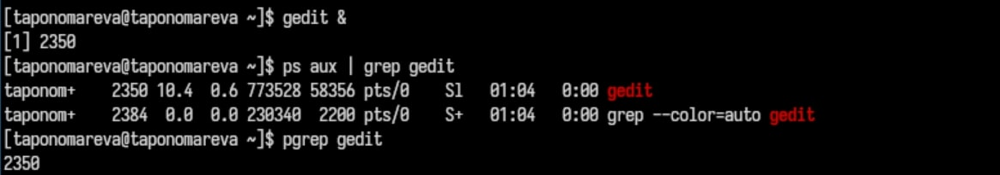 [taponomareva@taponomareva ~]$ gedit &
[1] 2350
[taponomareva@taponomareva ~]$ ps aux | grep gedit
taponom+    2350 10.4  0.6 773528 58356 pts/0    Sl   01:04   0:00 gedit
taponom+    2384  0.0  0.0 230340  2200 pts/0    S+   01:04   0:00 grep --color=auto gedit
[taponomareva@taponomareva ~]$ pgrep gedit
2350